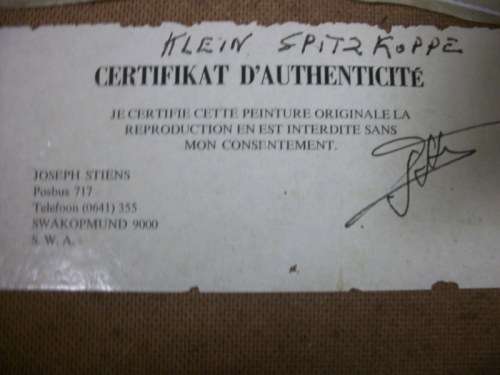 KLEIN SPITZKOPPE
CERTIFIKAT D'AUTHENTICITÉ
JE CERTIFIE CETTE PEINTURE ORIGINALE LA
REPRODUCTION EN EST INTERDITE SANS
MON CONSENTEMENT.
JOSEPH STIENS
Posbus 717
Telefoon (0641) 355
SWAKOPMUND 9000
S. W. A.